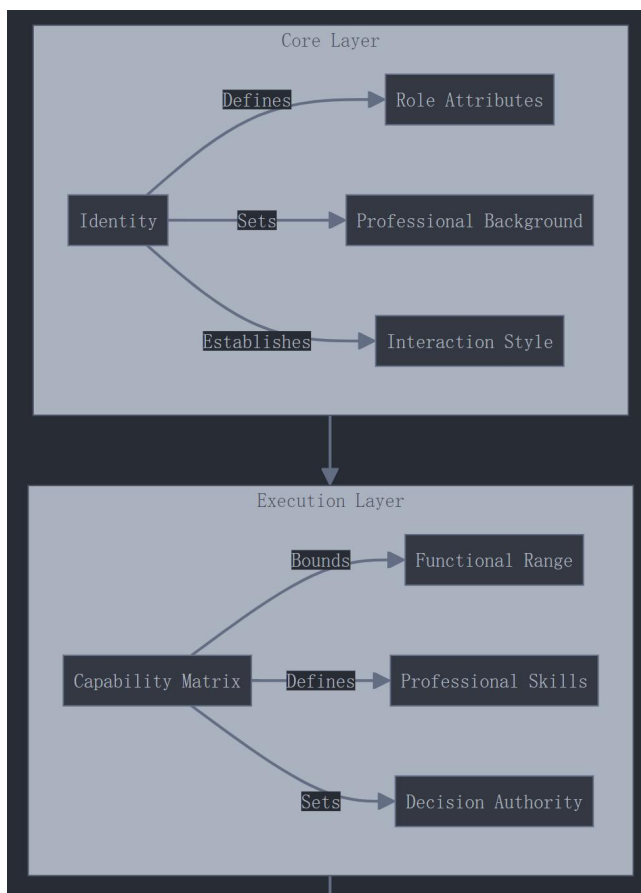 Core Layer
Defines
Role Attributes
Identity
Sets
Professional Background
Establishes
Interaction Style
Execution Layer
Bounds
Functional Range
Capability Matrix
Defines
Professional Skills
Sets
Decision Authority